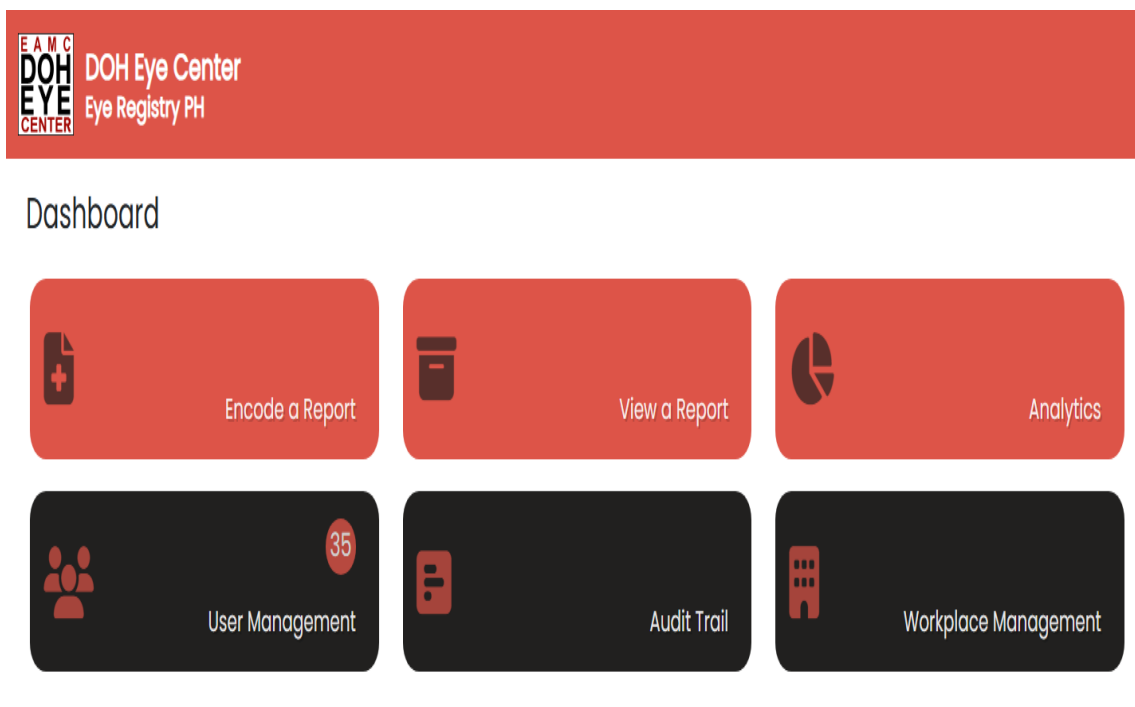 E A M C
DOH
EYE
CENTER
DOH Eye Center
Eye Registry PH
Dashboard
Encode a Report
View a Report
Analytics
35
User Management
Audit Trail
Workplace Management